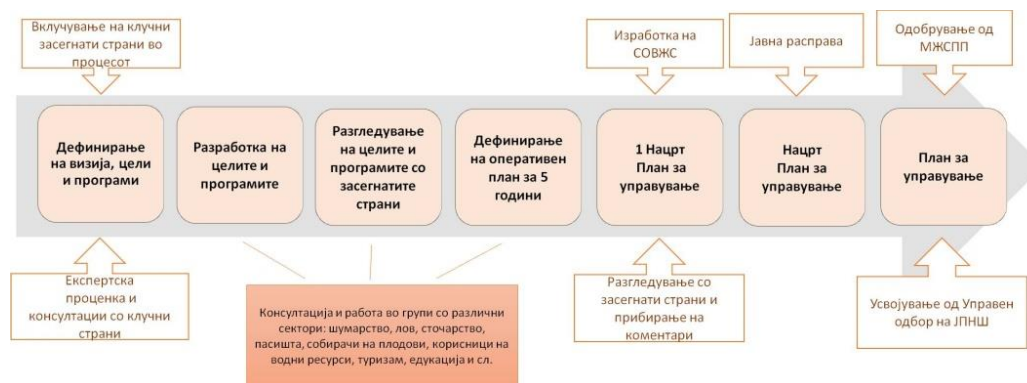 Вклучување на клучни
засегнати страни во
процесот
Изработка на
СОВЖС
Јавна расправа
Одобрување од
МЖСПП
Дефинирање
на визија, цели
и програми
Разработка на
целите и
програмите
Разгледување
на целите и
програмите со
засегнатите
страни
Дефинирање
на оперативен
план за 5
години
1 Нацрт
План за
управување
Нацрт
План за
управување
План за
управување
Експертска
проценка и
консултации со клучни
страни
Консултација и работа во групи со различни
сектори: шумарство, лов, сточарство,
пасишта, собирачи на плодови, корисници на
водни ресурси, туризам, едукација и сл.
Разгледување со
засегнати страни и
прибирање на
коментари
Усвојување од Управен
одбор на ЈПНШ